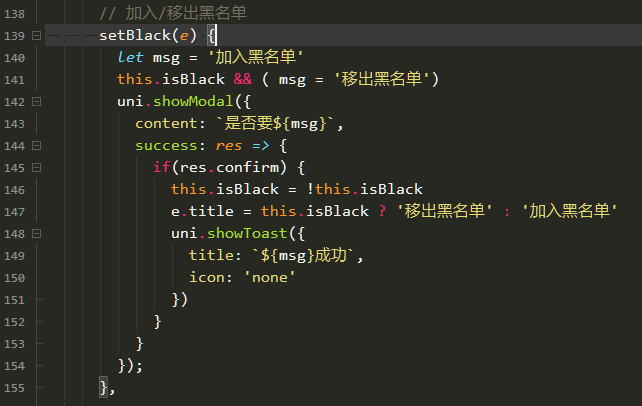 138 // 加入/移出黑名单
139 setBlack(e) {
140 let msg = '加入黑名单'
141 this.isBlack && ( msg = '移出黑名单')
142 uni.showModal({
143 content: `是否要${msg}`,
144 success: res => {
145 if(res.confirm) {
146 this.isBlack = !this.isBlack
147 e.title = this.isBlack ? '移出黑名单' : '加入黑名单'
148 uni.showToast({
149 title: `${msg}成功`,
150 icon: 'none'
151 })
152 }
153 }
154 });
155 },